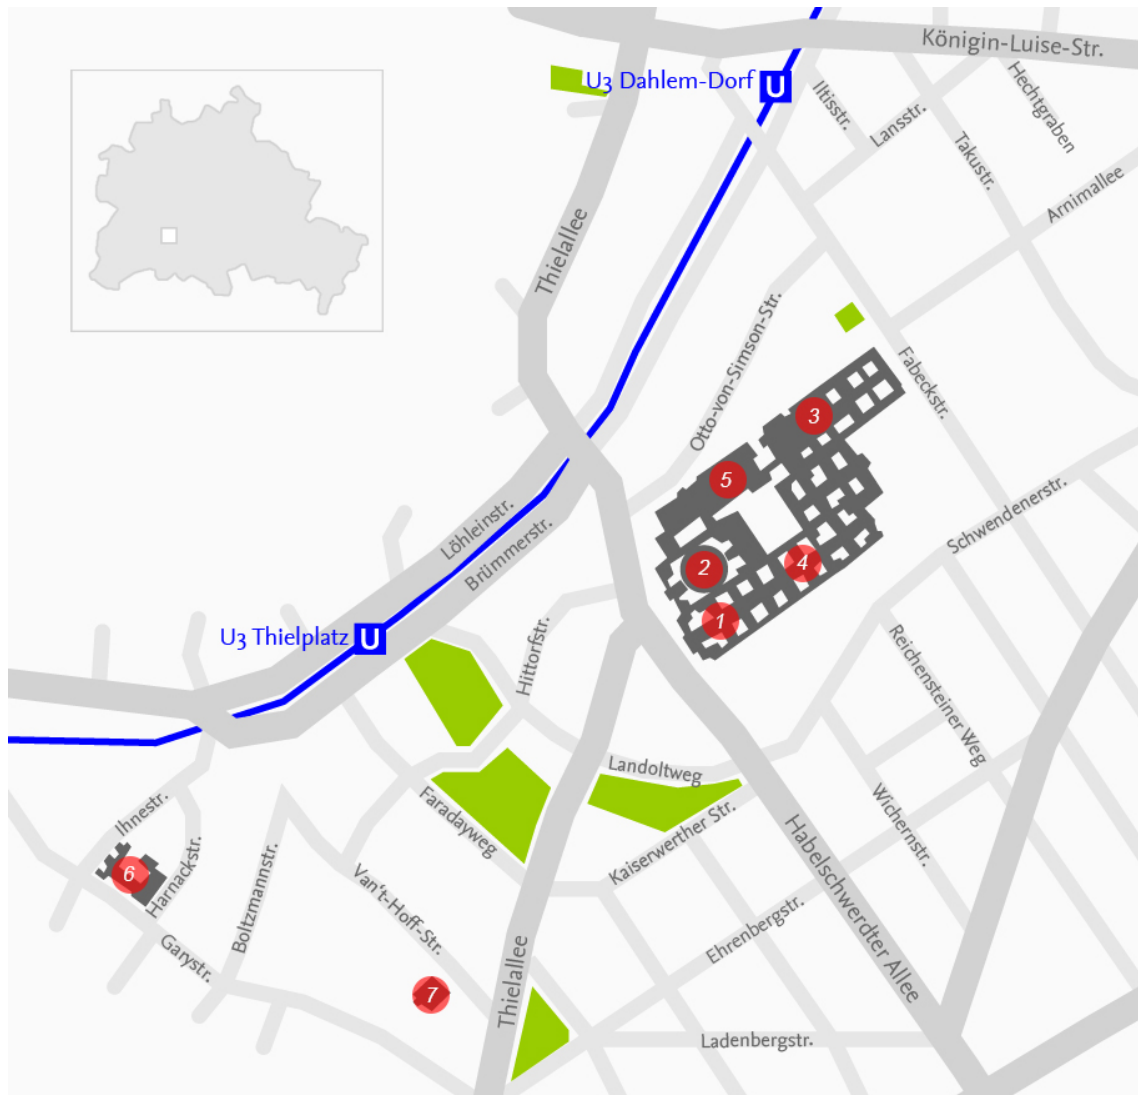 Königin-Luise-Str.
U3 Dahlem-Dorf
U
Iltisstr.
Lansstr.
Hechtgraben
Takustr.
Arnimallee
Thielallee
Otto-von-Simson-Str.
Fabeckstr.
3
5
Löhleinstr.
Brümmerstr.
Schwendenerstr.
2
4
1
U3 Thielplatz
U
Hittorfstr.
Reichensteiner Weg
Landoltweg
Ihnestr.
Faradayweg
Kaiserwerther Str.
Wichernstr.
Habelschwerdter Allee
6
Harnackstr.
Boltzmannstr.
Van't-Hoff-Str.
Ehrenbergstr.
Garystr.
Thielallee
7
Ladenbergstr.